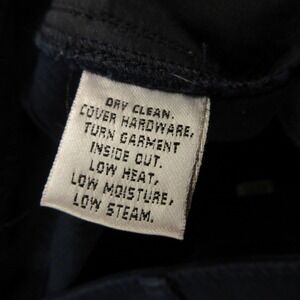 DRY CLEAN.
COVER HARDWARE,
TURN GARMENT
INSIDE OUT.
LOW HEAT,
LOW MOISTURE,
LOW STEAM.